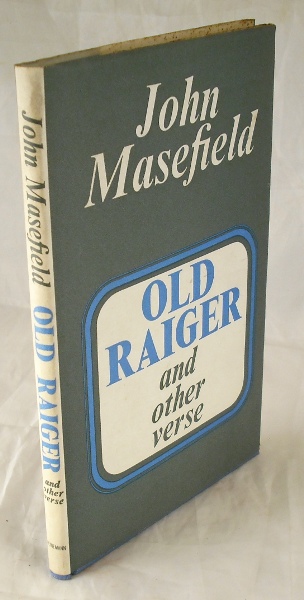 John
Masefield
OLD
RAIGER
and
other
verse
John Masefield
OLD RAIGER
and
other
verse